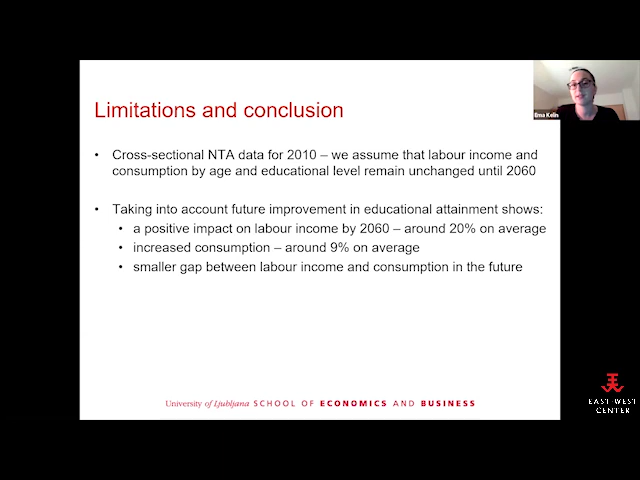 Limitations and conclusion
Ema Kelin
• Cross-sectional NTA data for 2010 – we assume that labour income and
consumption by age and educational level remain unchanged until 2060
• Taking into account future improvement in educational attainment shows:
• a positive impact on labour income by 2060 – around 20% on average
• increased consumption – around 9% on average
• smaller gap between labour income and consumption in the future
University of Ljubljana SCHOOL OF ECONOMICS AND BUSINESS
EAST-WEST
CENTER